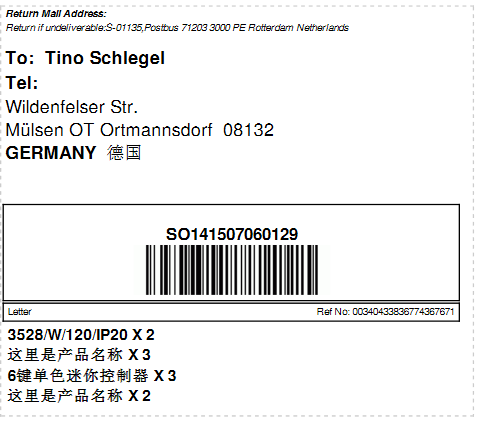 Return Mail Address:
Return if undeliverable:S-01135,Postbus 71203 3000 PE Rotterdam Netherlands
To: Tino Schlegel
Tel:
Wildenfelser Str.
Mülsen OT Ortmannsdorf 08132
GERMANY 德国
SO141507060129
Letter Ref No: 00340433836774367671
3528/W/120/IP20 X 2
这里是产品名称 X 3
6键单色迷你控制器 X 3
这里是产品名称 X 2